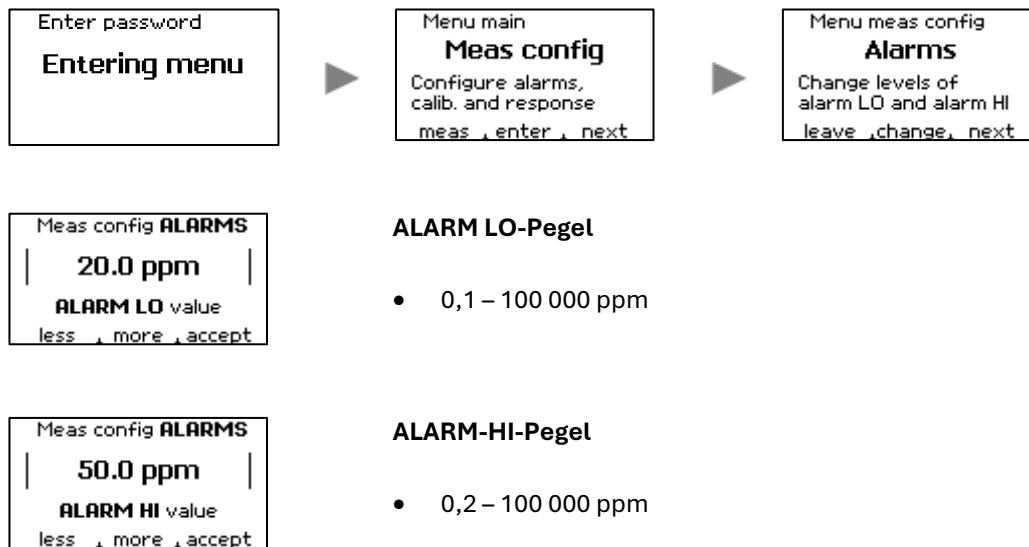 Enter password
Entering menu
Menu main
Meas config
Configure alarms,
calib. and response
meas enter next
Menu meas config
Alarms
Change levels of
alarm LO and alarm HI
leave change next
Meas config ALARMS
20.0 ppm
ALARM LO value
less more accept
ALARM LO-Pegel
• 0,1 – 100 000 ppm
Meas config ALARMS
50.0 ppm
ALARM HI value
less more accept
ALARM-HI-Pegel
• 0,2 – 100 000 ppm